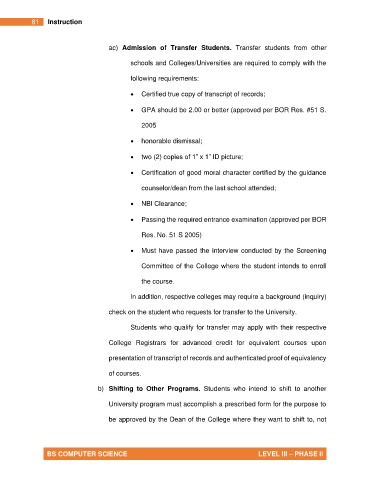 81 Instruction
ac) Admission of Transfer Students. Transfer students from other
schools and Colleges/Universities are required to comply with the
following requirements:
• Certified true copy of transcript of records;
• GPA should be 2.00 or better (approved per BOR Res. #51 S.
2005
• honorable dismissal;
• two (2) copies of 1" x 1" ID picture;
• Certification of good moral character certified by the guidance
counselor/dean from the last school attended;
• NBI Clearance;
• Passing the required entrance examination (approved per BOR
Res. No. 51 S 2005)
• Must have passed the interview conducted by the Screening
Committee of the College where the student intends to enroll
the course.
In addition, respective colleges may require a background (inquiry)
check on the student who requests for transfer to the University.
Students who qualify for transfer may apply with their respective
College Registrars for advanced credit for equivalent courses upon
presentation of transcript of records and authenticated proof of equivalency
of courses.
b) Shifting to Other Programs. Students who intend to shift to another
University program must accomplish a prescribed form for the purpose to
be approved by the Dean of the College where they want to shift to, not
BS COMPUTER SCIENCE LEVEL III – PHASE II